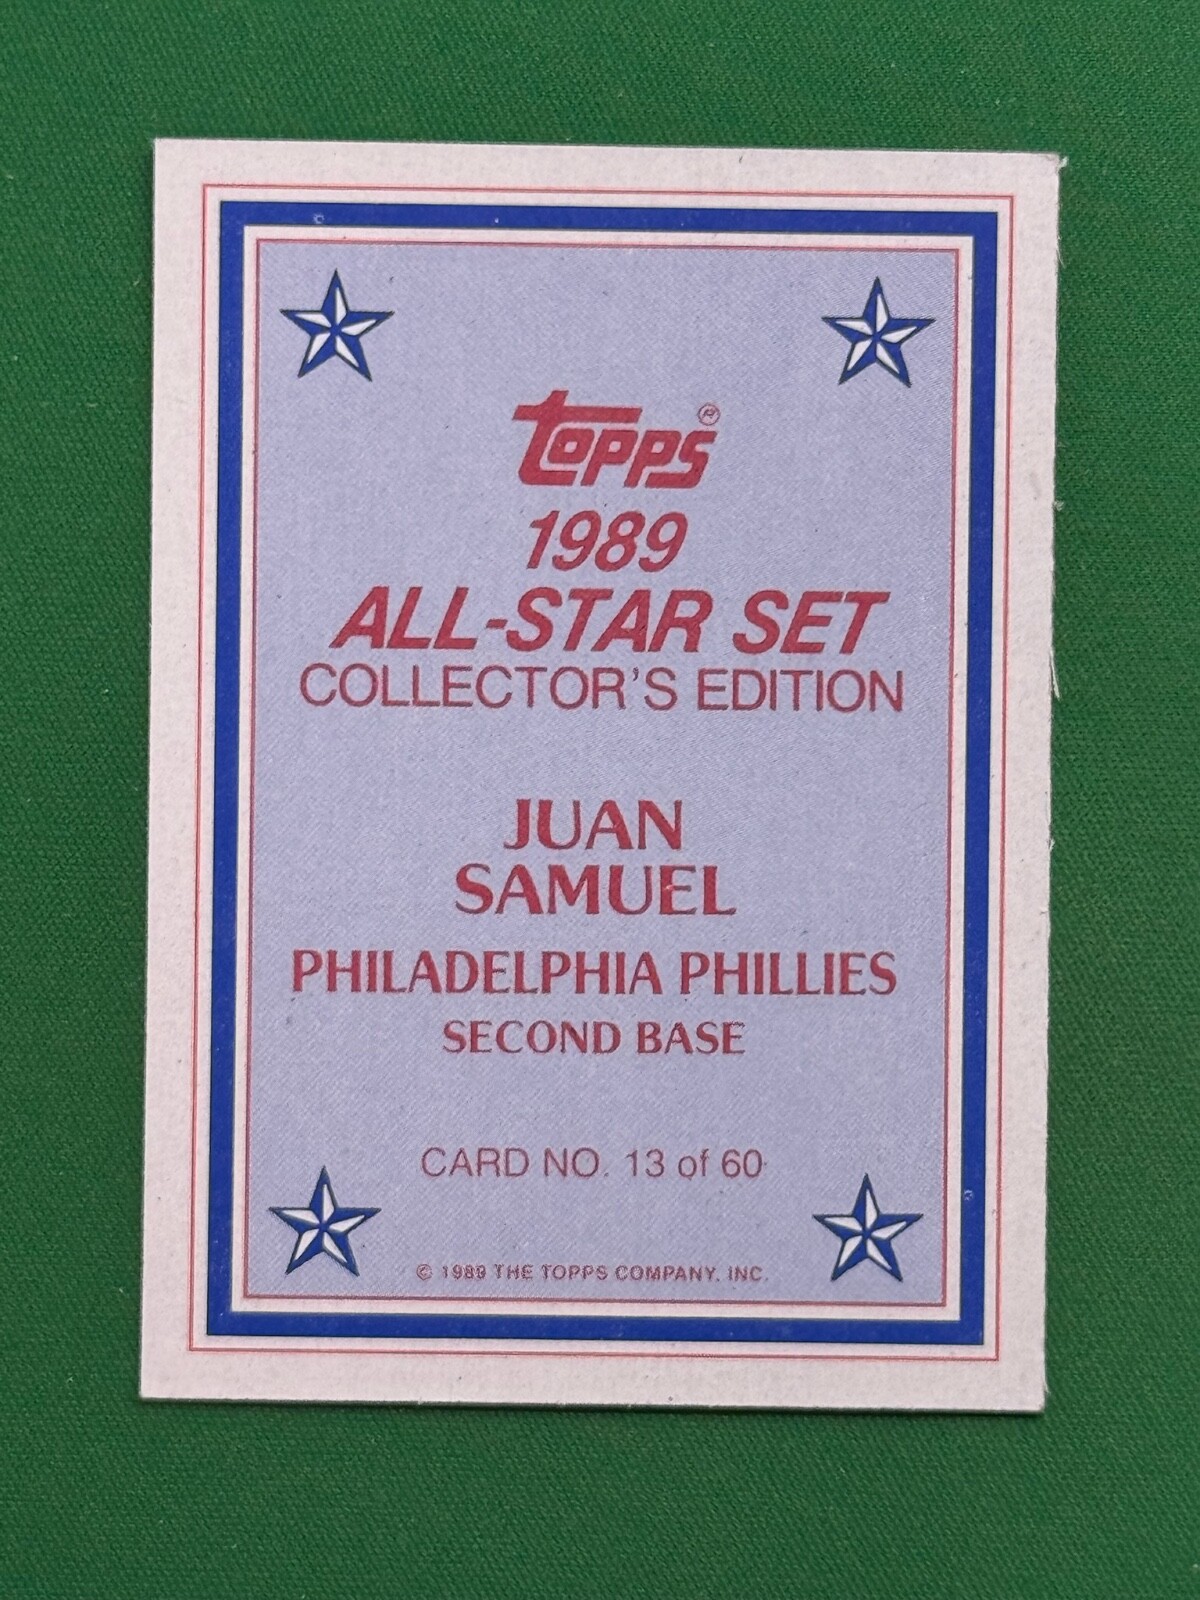 topps®
1989
ALL-STAR SET
COLLECTOR'S EDITION
JUAN
SAMUEL
PHILADELPHIA PHILLIES
SECOND BASE
CARD NO. 13 of 60
© 1989 THE TOPPS COMPANY, INC.